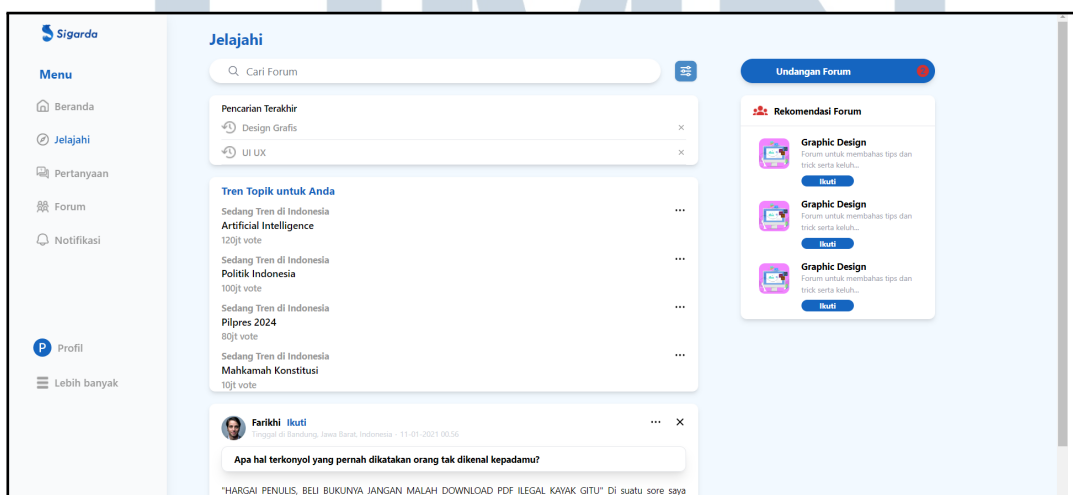 Sigarda
Menu
Beranda
Jelajahi
Pertanyaan
Forum
Notifikasi
P Profil
Lebih banyak
Jelajahi
Cari Forum
Pencarian Terakhir
Design Grafis
UI UX
Tren Topik untuk Anda
Sedang Tren di Indonesia
Artificial Intelligence
120jt vote
Sedang Tren di Indonesia
Politik Indonesia
100jt vote
Sedang Tren di Indonesia
Pilpres 2024
80jt vote
Sedang Tren di Indonesia
Mahkamah Konstitusi
10jt vote
Farikhi Ikuti
Tinggal di Bandung, Jawa Barat, Indonesia - 11-01-2021 00.56
Apa hal terkonyol yang pernah dikatakan orang tak dikenal kepadamu?
"HARGAI PENULIS, BELI BUKUNYA JANGAN MALAH DOWNLOAD PDF ILEGAL KAYAK GITU" Di suatu sore saya
Undangan Forum
Rekomendasi Forum
Graphic Design
Forum untuk membahas tips dan
trick serta keluh...
Ikuti
Graphic Design
Forum untuk membahas tips dan
trick serta keluh...
Ikuti
Graphic Design
Forum untuk membahas tips dan
trick serta keluh...
Ikuti